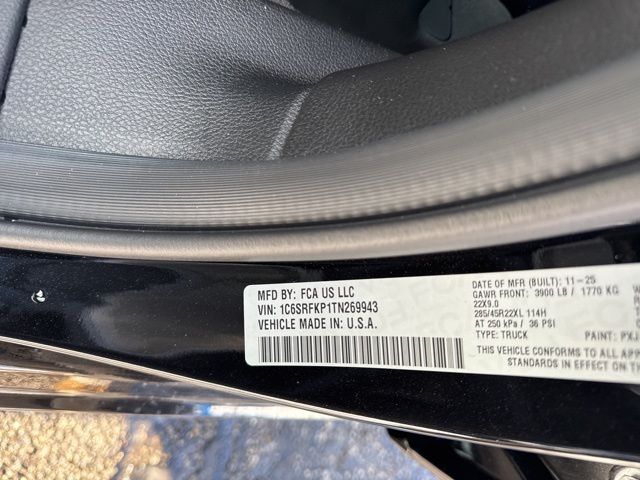 MFD BY: FCA US LLC
VIN: 1C6SRFKP1TN269943
VEHICLE MADE IN: U.S.A.
DATE OF MFR (BUILT): 11-25
GAWR FRONT: 3900 LB / 1770 KG
22X9.0
285/45R22XL 114H
AT 250 kPa / 36 PSI
TYPE: TRUCK PAINT: PXJ
THIS VEHICLE CONFORMS TO ALL APP
STANDARDS IN EFFECT ON THE